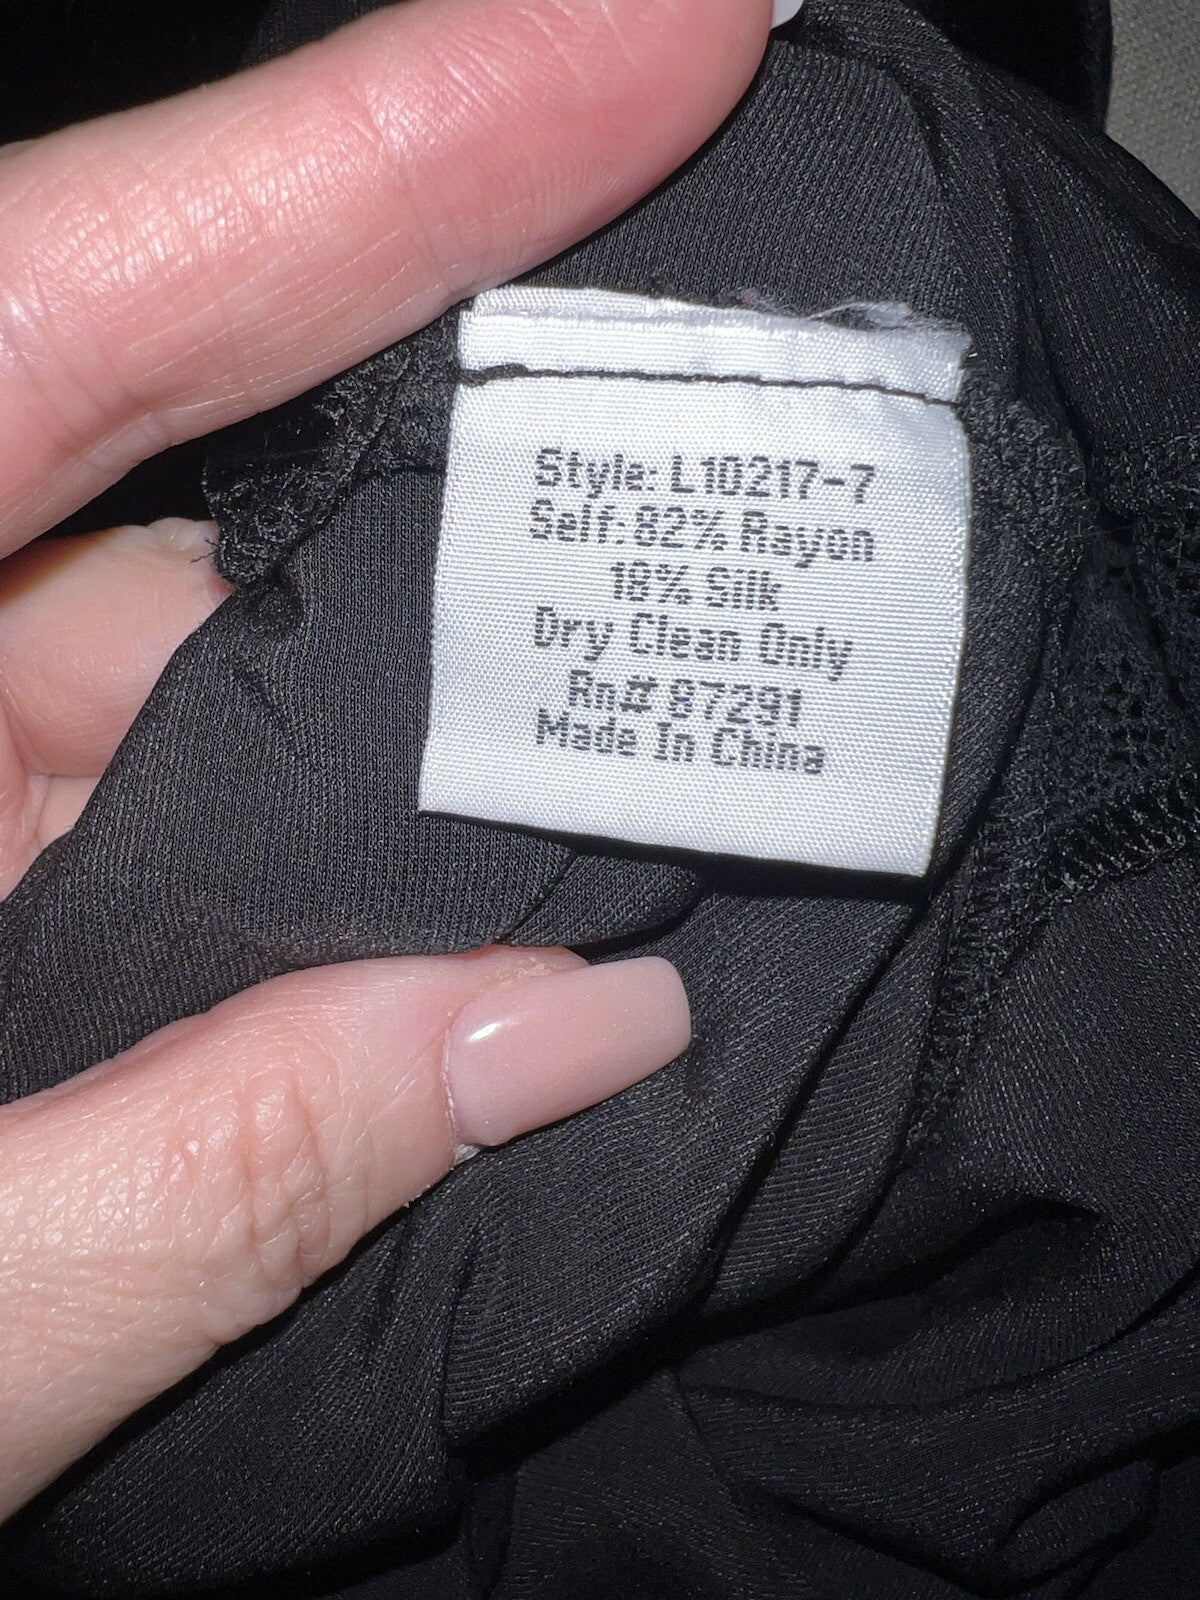 Style: L10217-7
Self: 82% Rayon
18% Silk
Dry Clean Only
Rn# 97291
Made In China